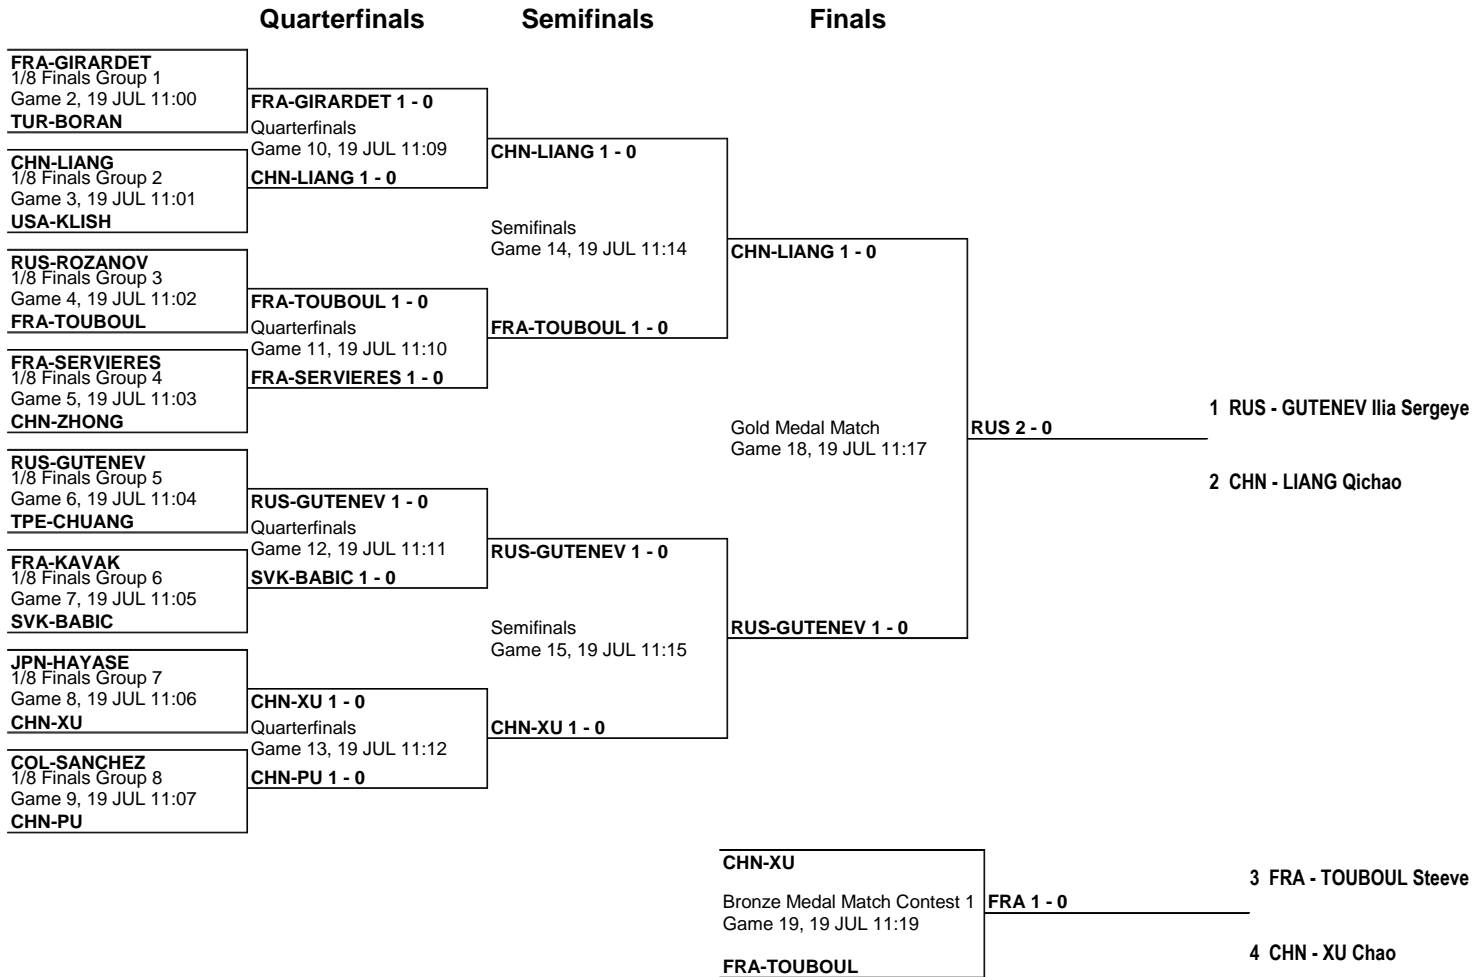 Quarterfinals
Semifinals
Finals
FRA-GIRARDET
1/8 Finals Group 1
Game 2, 19 JUL 11:00
TUR-BORAN
CHN-LIANG
1/8 Finals Group 2
Game 3, 19 JUL 11:01
USA-KLISH
RUS-ROZANOV
1/8 Finals Group 3
Game 4, 19 JUL 11:02
FRA-TOUBOUL
FRA-SERVIERES
1/8 Finals Group 4
Game 5, 19 JUL 11:03
CHN-ZHONG
RUS-GUTENEV
1/8 Finals Group 5
Game 6, 19 JUL 11:04
TPE-CHUANG
FRA-KAVAK
1/8 Finals Group 6
Game 7, 19 JUL 11:05
SVK-BABIC
JPN-HAYASE
1/8 Finals Group 7
Game 8, 19 JUL 11:06
CHN-XU
COL-SANCHEZ
1/8 Finals Group 8
Game 9, 19 JUL 11:07
CHN-PU
FRA-GIRARDET 1 - 0
Quarterfinals
Game 10, 19 JUL 11:09
CHN-LIANG 1 - 0
FRA-TOUBOUL 1 - 0
Quarterfinals
Game 11, 19 JUL 11:10
FRA-SERVIERES 1 - 0
RUS-GUTENEV 1 - 0
Quarterfinals
Game 12, 19 JUL 11:11
SVK-BABIC 1 - 0
CHN-XU 1 - 0
Quarterfinals
Game 13, 19 JUL 11:12
CHN-PU 1 - 0
CHN-LIANG 1 - 0
Semifinals
Game 14, 19 JUL 11:14
FRA-TOUBOUL 1 - 0
RUS-GUTENEV 1 - 0
Semifinals
Game 15, 19 JUL 11:15
CHN-XU 1 - 0
CHN-LIANG 1 - 0
Gold Medal Match
Game 18, 19 JUL 11:17
RUS-GUTENEV 1 - 0
RUS 2 - 0
1 RUS - GUTENEV Ilia Sergeye
2 CHN - LIANG Qichao
CHN-XU
Bronze Medal Match Contest 1
Game 19, 19 JUL 11:19
FRA-TOUBOUL
FRA 1 - 0
3 FRA - TOUBOUL Steeve
4 CHN - XU Chao